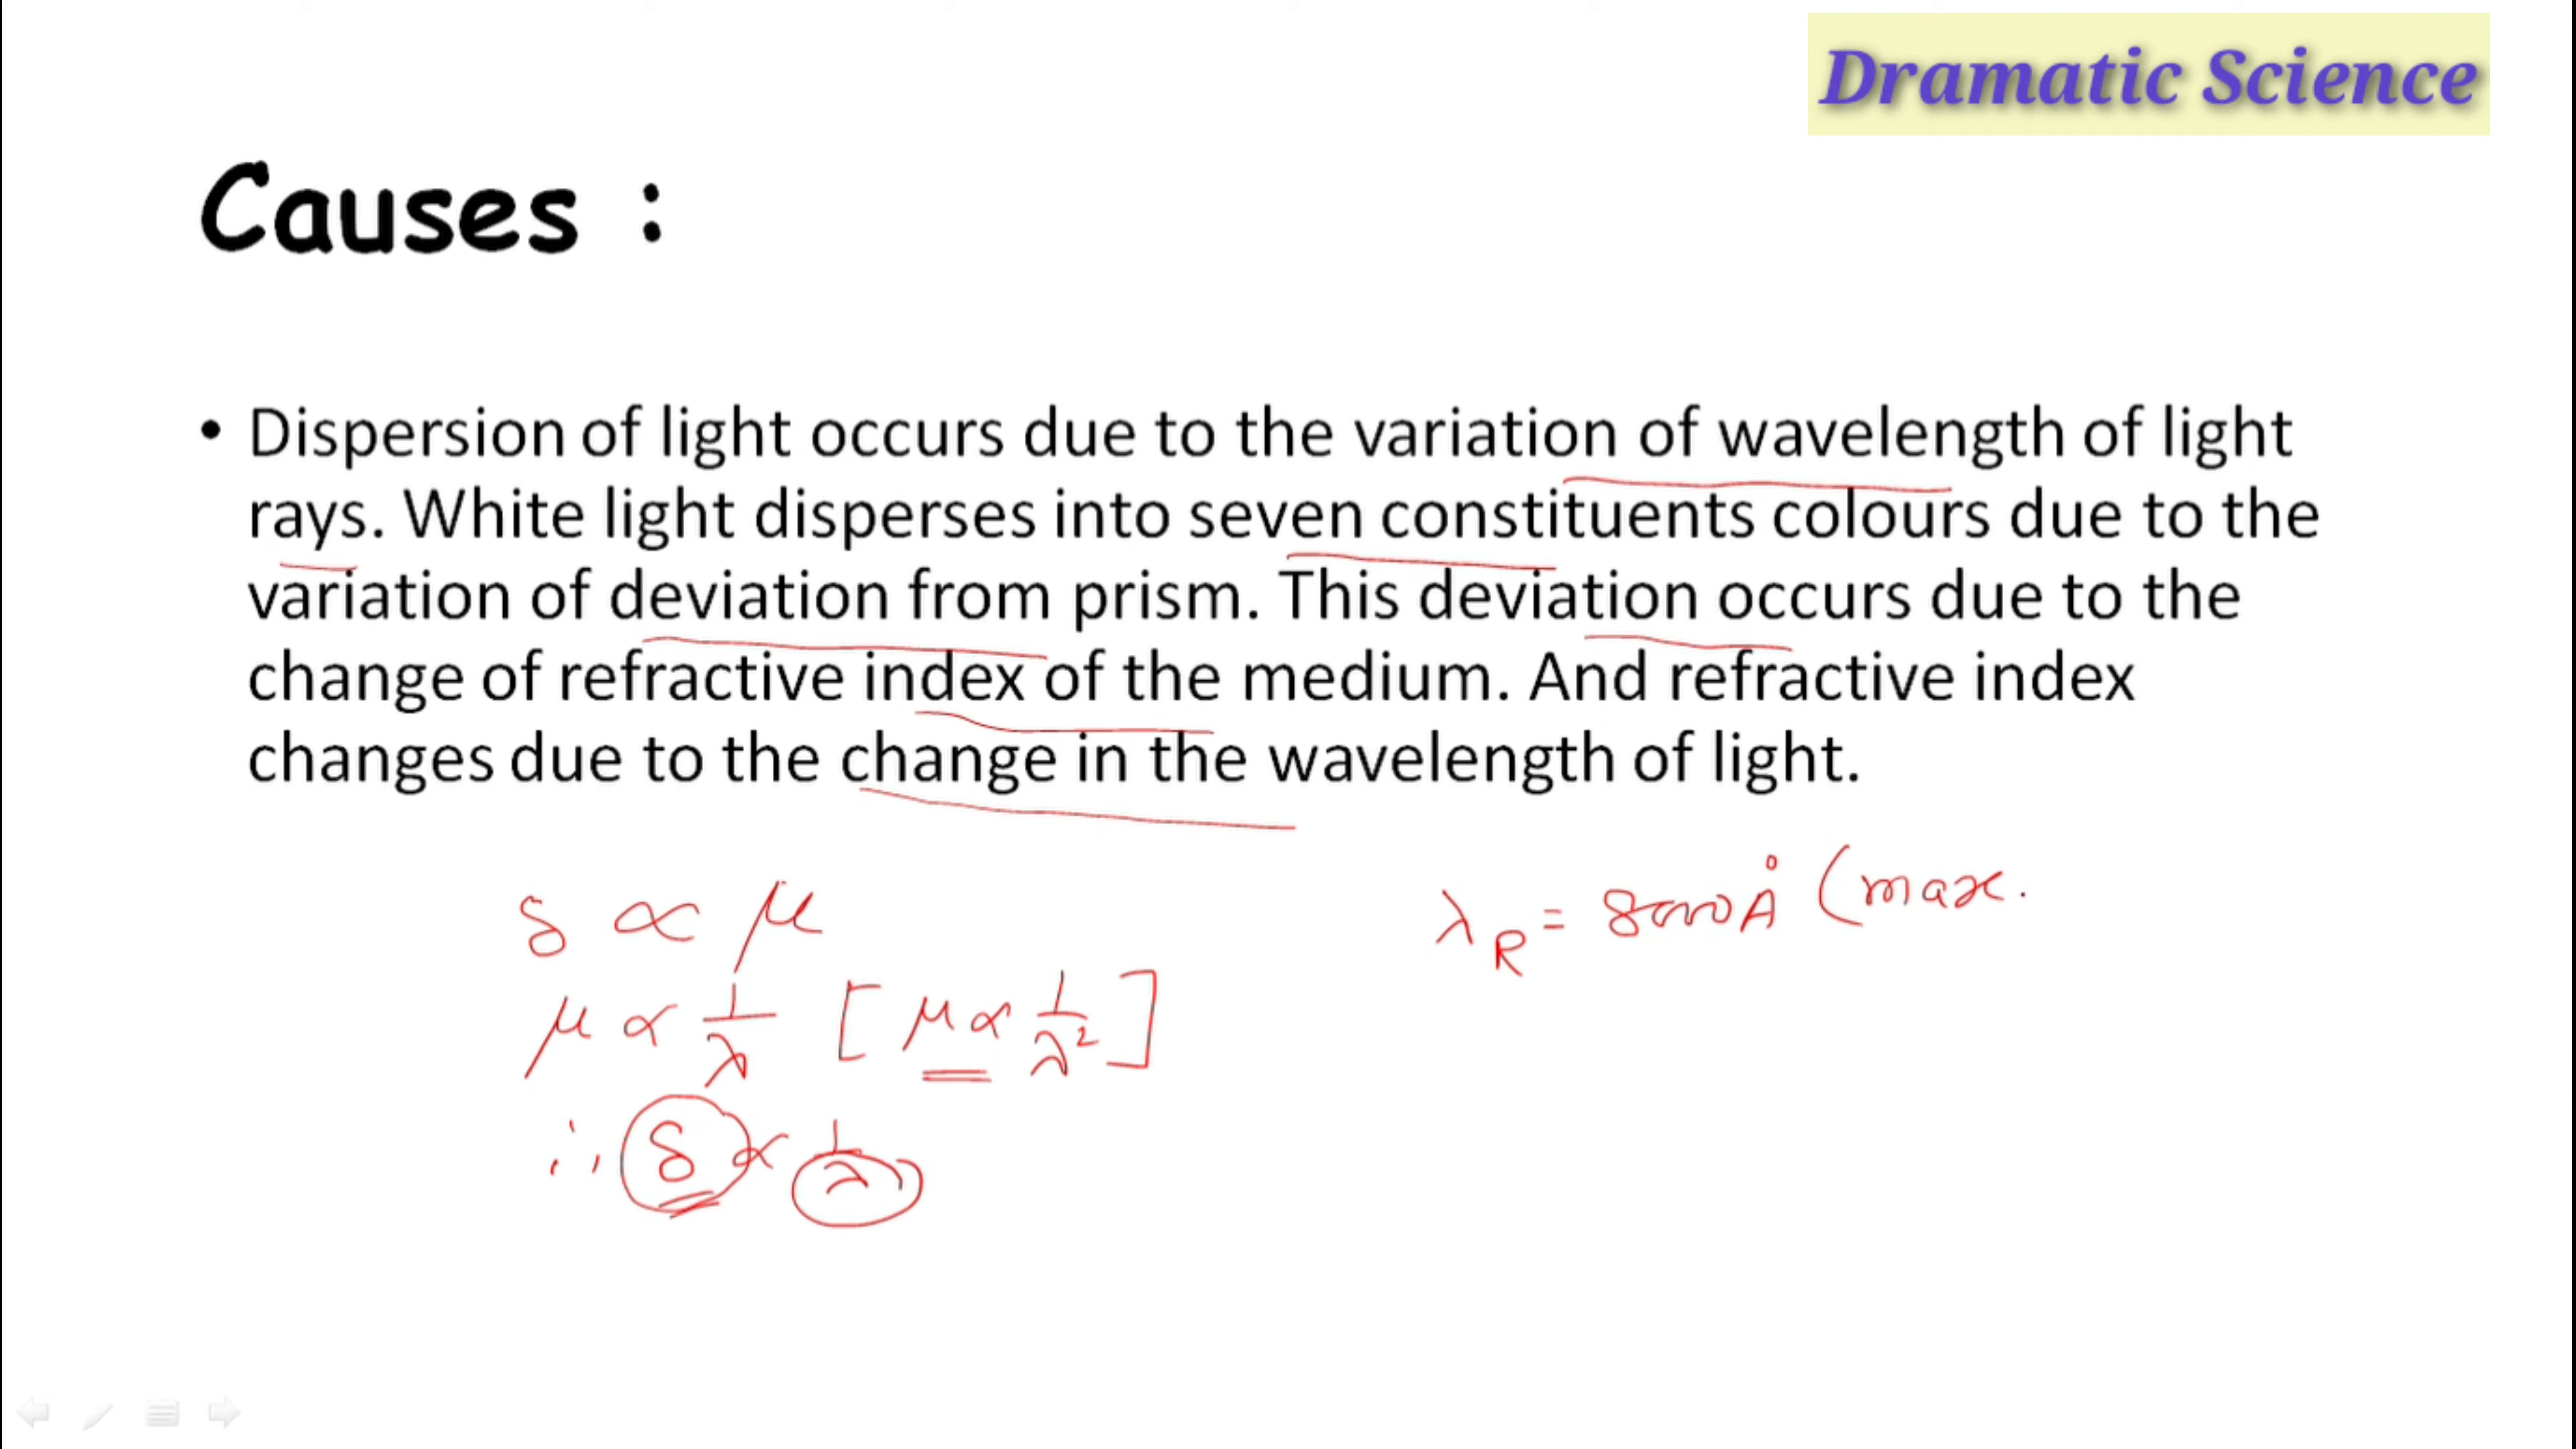 Dramatic Science
Causes :
• Dispersion of light occurs due to the variation of wavelength of light
rays. White light disperses into seven constituents colours due to the
variation of deviation from prism. This deviation occurs due to the
change of refractive index of the medium. And refractive index
changes due to the change in the wavelength of light.
δ ∝ μ
λ_R = 8000 Å (max.
μ ∝ 1/λ [μ ∝ 1/λ²]
∴ δ ∝ 1/λ